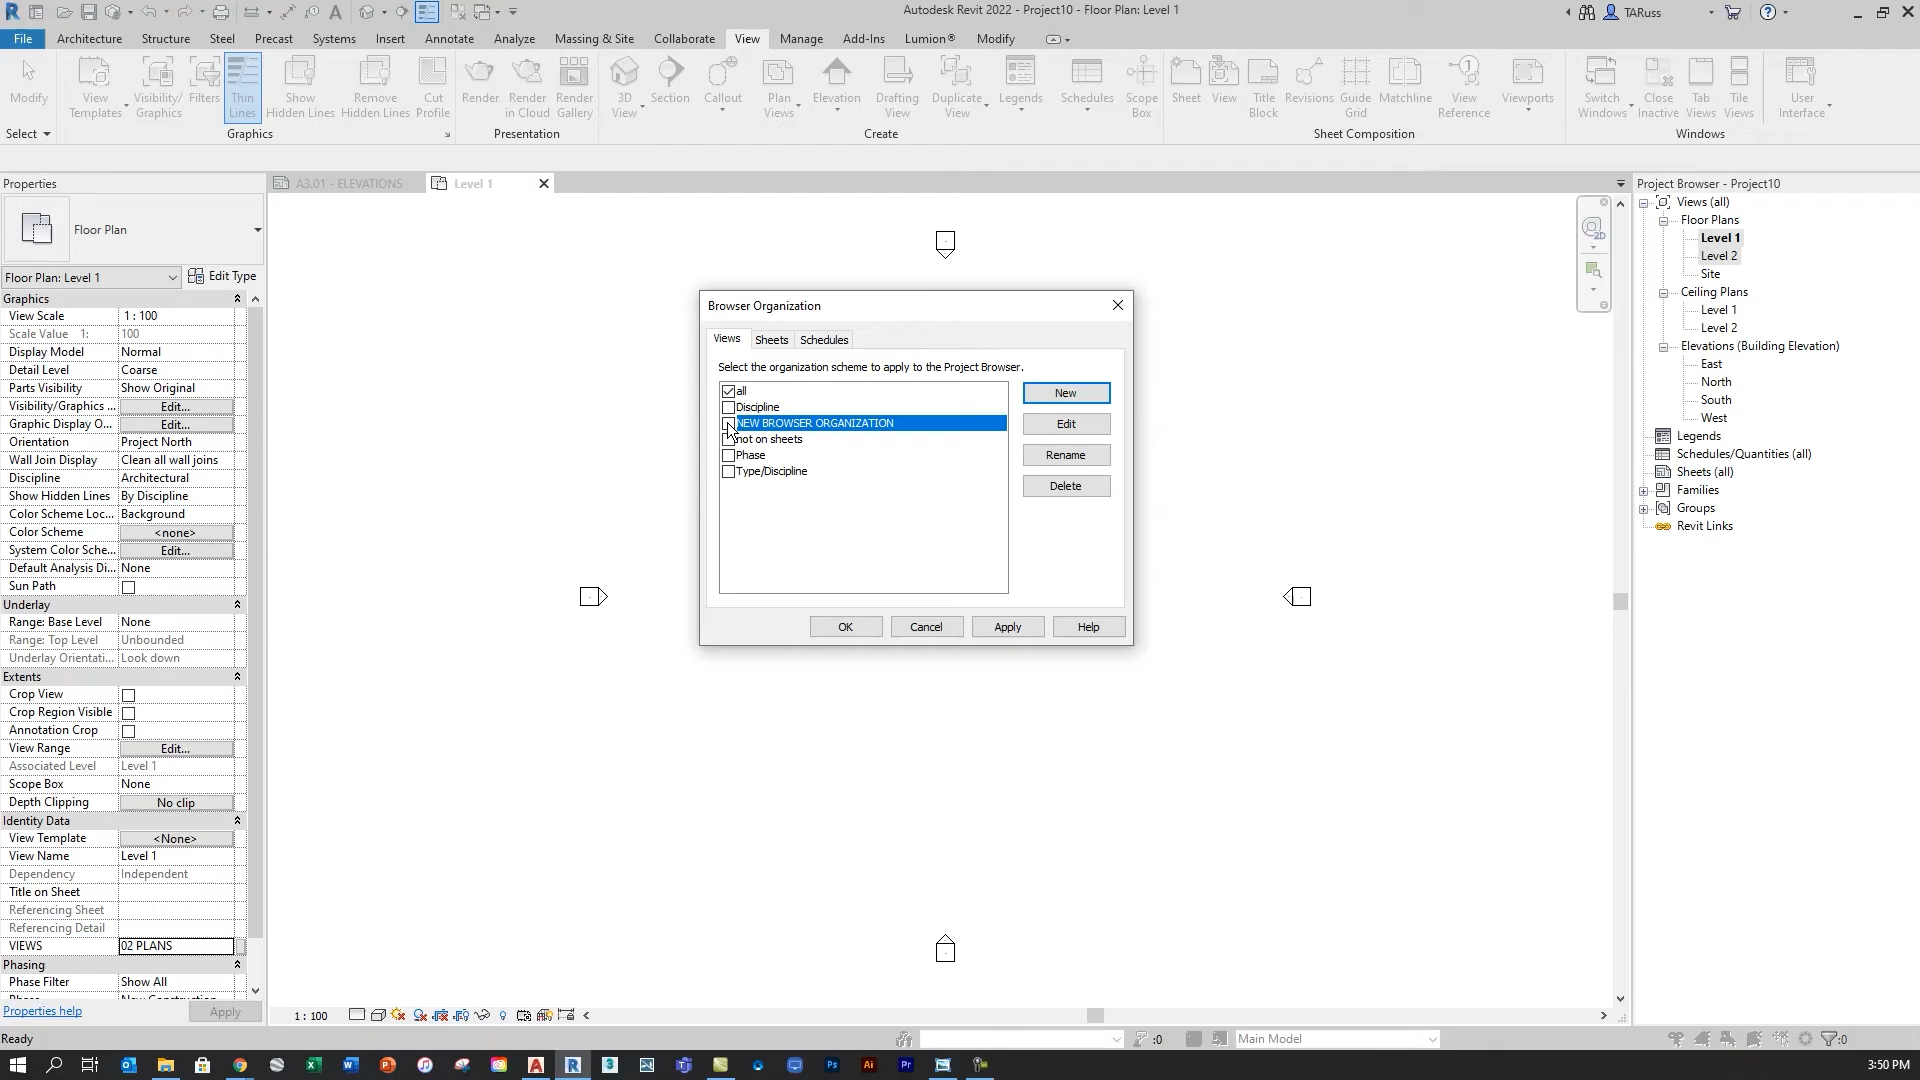 Autodesk Revit 2022 - Project10 - Floor Plan: Level 1
TARuss
File Architecture Structure Steel Precast Systems Insert Annotate Analyze Massing & Site Collaborate View Manage Add-Ins Lumion® Modify
Modify
View Templates
Visibility/ Graphics
Filters
Thin Lines
Show Hidden Lines
Remove Hidden Lines
Cut Profile
Render
Render in Cloud
Render Gallery
3D View
Section
Callout
Plan Views
Elevation
Drafting View
Duplicate View
Legends
Schedules
Scope Box
Sheet
View
Title Block
Revisions
Guide Grid
Matchline
View Reference
Viewports
Switch Windows
Close Inactive
Tab Views
Tile Views
User Interface
Select Graphics Presentation Create Sheet Composition Windows
Properties
Floor Plan
Floor Plan: Level 1
Edit Type
Graphics
View Scale 1 : 100
Scale Value 1: 100
Display Model Normal
Detail Level Coarse
Parts Visibility Show Original
Visibility/Graphics ... Edit...
Graphic Display O... Edit...
Orientation Project North
Wall Join Display Clean all wall joins
Discipline Architectural
Show Hidden Lines By Discipline
Color Scheme Loc... Background
Color Scheme <none>
System Color Sche... Edit...
Default Analysis Di... None
Sun Path
Underlay
Range: Base Level None
Range: Top Level Unbounded
Underlay Orientati... Look down
Extents
Crop View
Crop Region Visible
Annotation Crop
View Range Edit...
Associated Level Level 1
Scope Box None
Depth Clipping No clip
Identity Data
View Template <None>
View Name Level 1
Dependency Independent
Title on Sheet
Referencing Sheet
Referencing Detail
VIEWS 02 PLANS
Phasing
Phase Filter Show All
Properties help Apply
A3.01 - ELEVATIONS
Level 1
Browser Organization
Views Sheets Schedules
Select the organization scheme to apply to the Project Browser.
all
Discipline
NEW BROWSER ORGANIZATION
not on sheets
Phase
Type/Discipline
New
Edit
Rename
Delete
OK Cancel Apply Help
2D
Project Browser - Project10
Views (all)
Floor Plans
Level 1
Level 2
Site
Ceiling Plans
Level 1
Level 2
Elevations (Building Elevation)
East
North
South
West
Legends
Schedules/Quantities (all)
Sheets (all)
Families
Groups
Revit Links
1 : 100
Ready
:0
Main Model
:0
3:50 PM